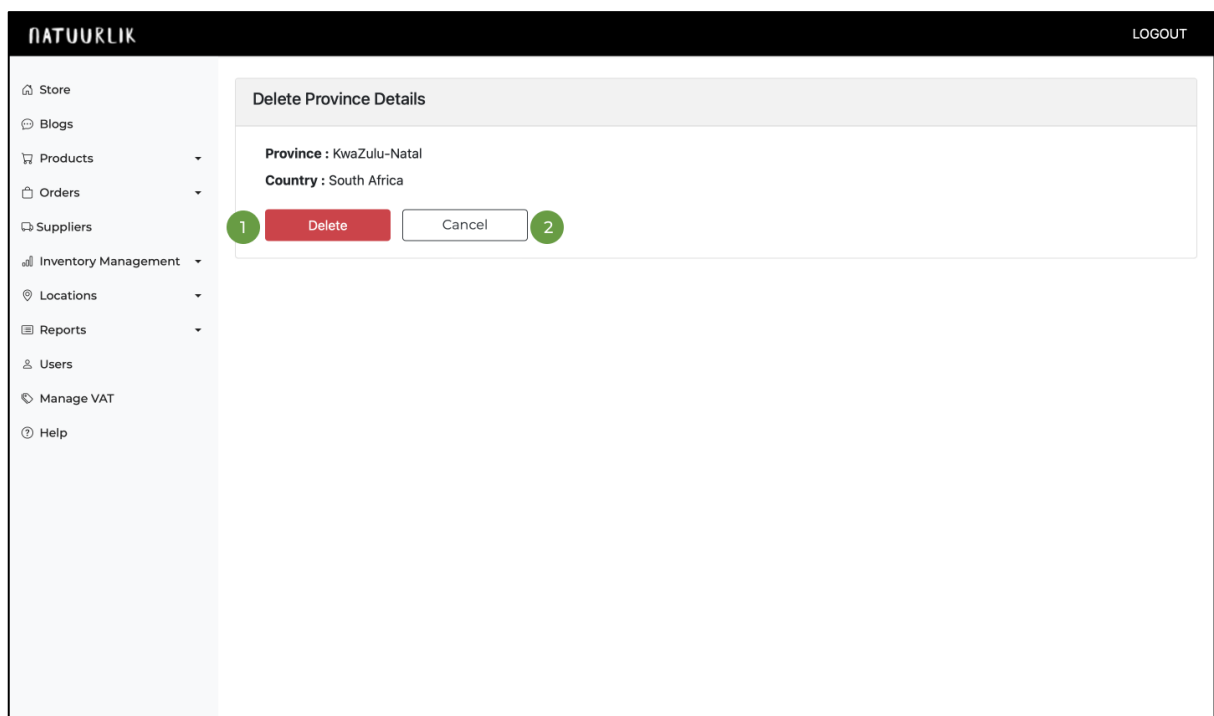 NATUURLIK
LOGOUT
Store
Blogs
Products
Orders
Suppliers
Inventory Management
Locations
Reports
Users
Manage VAT
Help
Delete Province Details
Province : KwaZulu-Natal
Country : South Africa
1 Delete Cancel 2